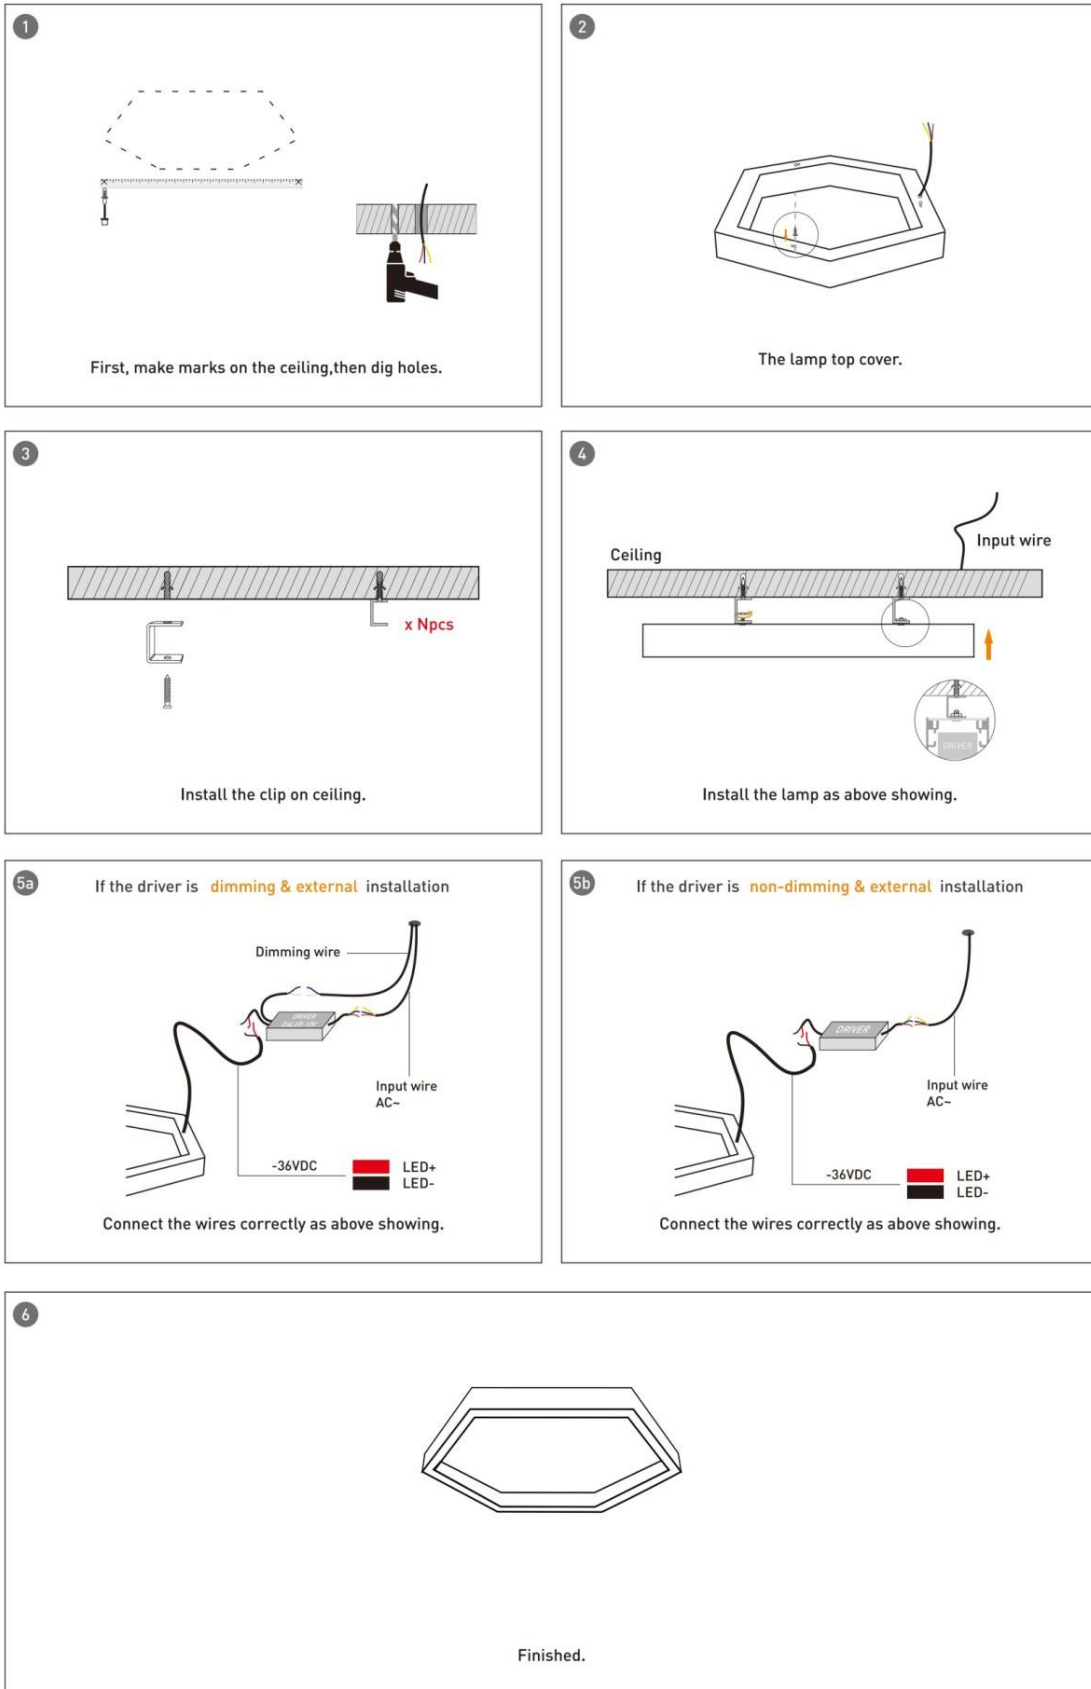 1
First, make marks on the ceiling,then dig holes.
2
The lamp top cover.
3
x Npcs
Install the clip on ceiling.
4
Ceiling
Input wire
DRIVER
Install the lamp as above showing.
5a
If the driver is dimming & external installation
Dimming wire
DRIVER
Input wire
AC~
-36VDC
LED+
LED-
Connect the wires correctly as above showing.
5b
If the driver is non-dimming & external installation
DRIVER
Input wire
AC~
-36VDC
LED+
LED-
Connect the wires correctly as above showing.
6
Finished.